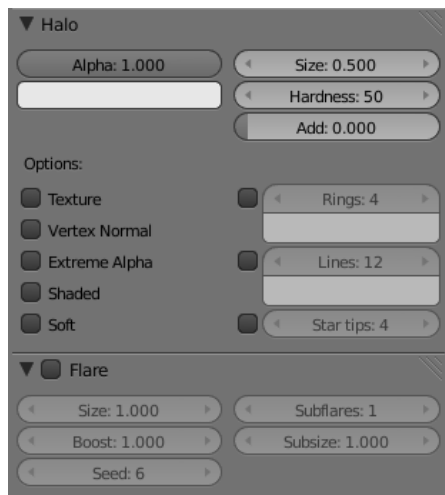 Halo
Alpha: 1.000
Size: 0.500
Hardness: 50
Add: 0.000
Options:
Texture
Rings: 4
Vertex Normal
Extreme Alpha
Lines: 12
Shaded
Soft
Star tips: 4
Flare
Size: 1.000
Subflares: 1
Boost: 1.000
Subsize: 1.000
Seed: 6